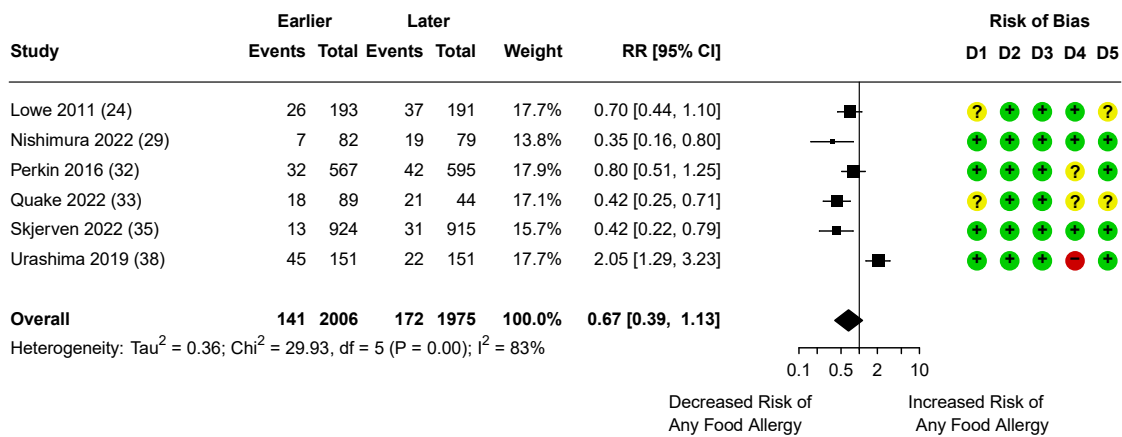 Earlier Later Risk of Bias
Study Events Total Events Total Weight RR [95% CI] D1 D2 D3 D4 D5
Lowe 2011 (24) 26 193 37 191 17.7% 0.70 [0.44, 1.10] ? + + + ?
Nishimura 2022 (29) 7 82 19 79 13.8% 0.35 [0.16, 0.80] + + + + +
Perkin 2016 (32) 32 567 42 595 17.9% 0.80 [0.51, 1.25] + + + ? +
Quake 2022 (33) 18 89 21 44 17.1% 0.42 [0.25, 0.71] ? + + ? ?
Skjerven 2022 (35) 13 924 31 915 15.7% 0.42 [0.22, 0.79] + + + + +
Urashima 2019 (38) 45 151 22 151 17.7% 2.05 [1.29, 3.23] + + + − +
Overall 141 2006 172 1975 100.0% 0.67 [0.39, 1.13]
Heterogeneity: Tau² = 0.36; Chi² = 29.93, df = 5 (P = 0.00); I² = 83%
0.1 0.5 2 10
Decreased Risk of Increased Risk of
Any Food Allergy Any Food Allergy